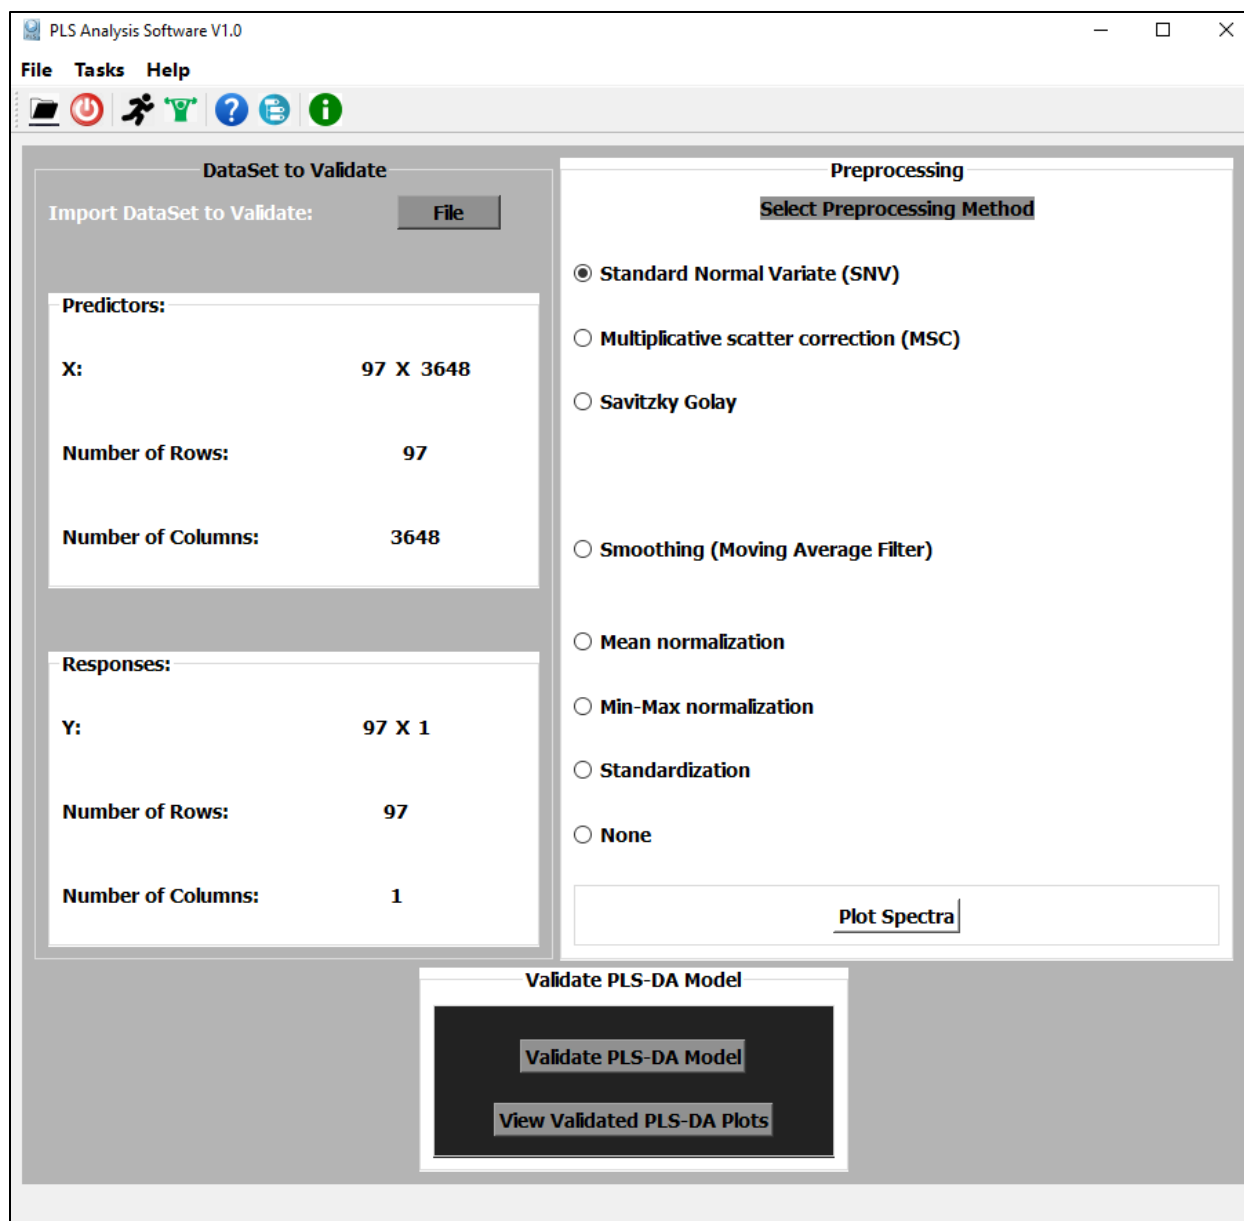 PLS Analysis Software V1.0
File Tasks Help
DataSet to Validate
Import DataSet to Validate: File
Predictors:
X: 97 X 3648
Number of Rows: 97
Number of Columns: 3648
Responses:
Y: 97 X 1
Number of Rows: 97
Number of Columns: 1
Preprocessing
Select Preprocessing Method
Standard Normal Variate (SNV)
Multiplicative scatter correction (MSC)
Savitzky Golay
Smoothing (Moving Average Filter)
Mean normalization
Min-Max normalization
Standardization
None
Plot Spectra
Validate PLS-DA Model
Validate PLS-DA Model
View Validated PLS-DA Plots